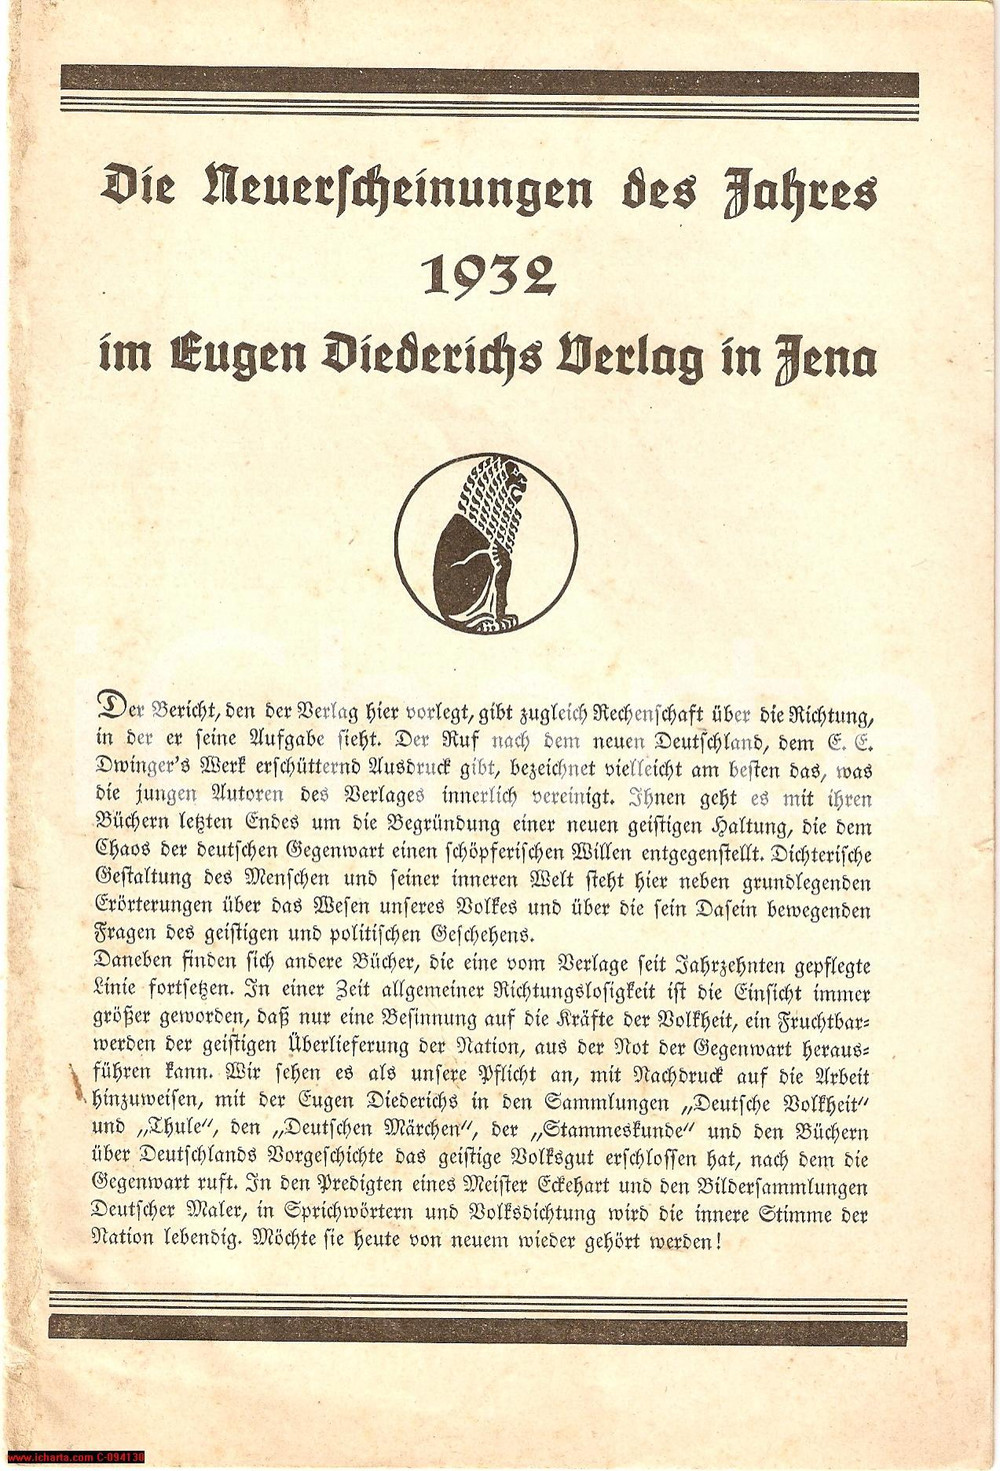 Die Neuerscheinungen des Jahres
1932
im Eugen Diederichs Verlag in Jena
Der Bericht, den der Verlag hier vorlegt, gibt zugleich Rechenschaft über die Richtung,
in der er seine Aufgabe sieht. Der Ruf nach dem neuen Deutschland, dem E. E.
Dwinger's Werk erschütternd Ausdruck gibt, bezeichnet vielleicht am besten das, was
die jungen Autoren des Verlages innerlich vereinigt. Ihnen geht es mit ihren
Büchern letzten Endes um die Begründung einer neuen geistigen Haltung, die dem
Chaos der deutschen Gegenwart einen schöpferischen Willen entgegenstellt. Dichterische
Gestaltung des Menschen und seiner inneren Welt steht hier neben grundlegenden
Erörterungen über das Wesen unseres Volkes und über die sein Dasein bewegenden
Fragen des geistigen und politischen Geschehens.
Daneben finden sich andere Bücher, die eine vom Verlage seit Jahrzehnten gepflegte
Linie fortsetzen. In einer Zeit allgemeiner Richtungslosigkeit ist die Einsicht immer
größer geworden, daß nur eine Besinnung auf die Kräfte der Volkheit, ein Fruchtbar-
werden der geistigen Überlieferung der Nation, aus der Not der Gegenwart heraus-
führen kann. Wir sehen es als unsere Pflicht an, mit Nachdruck auf die Arbeit
hinzuweisen, mit der Eugen Diederichs in den Sammlungen „Deutsche Volkheit“
und „Thule“, den „Deutschen Märchen“, der „Stammeskunde“ und den Büchern
über Deutschlands Vorgeschichte das geistige Volksgut erschlossen hat, nach dem die
Gegenwart ruft. In den Predigten eines Meister Eckehart und den Bildersammlungen
Deutscher Maler, in Sprichwörtern und Volksdichtung wird die innere Stimme der
Nation lebendig. Möchte sie heute von neuem wieder gehört werden!
www.icharta.com C-094130